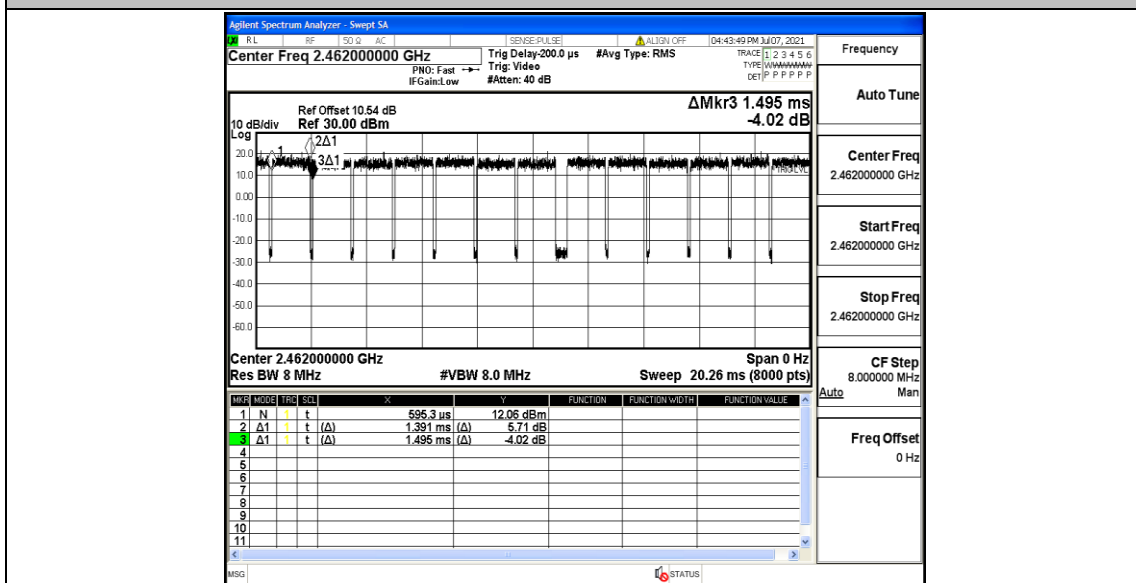 Agilent Spectrum Analyzer - Swept SA
RL RF 50 Ω AC SENSE:PULSE ALIGN OFF 04:43:49 PM Jul 07, 2021
Center Freq 2.462000000 GHz
PNO: Fast
IFGain:Low
Trig Delay-200.0 µs
Trig: Video
#Atten: 40 dB
#Avg Type: RMS
TRACE 1 2 3 4 5 6
TYPE
DET P P P P P P
Ref Offset 10.54 dB
Ref 30.00 dBm
10 dB/div
Log
ΔMkr3 1.495 ms
-4.02 dB
1
2Δ1
3Δ1
TRIG LVL
20.0
10.0
0.00
-10.0
-20.0
-30.0
-40.0
-50.0
-60.0
Center 2.462000000 GHz
Span 0 Hz
Res BW 8 MHz
#VBW 8.0 MHz
Sweep 20.26 ms (8000 pts)
MKR MODE TRC SCL X Y FUNCTION FUNCTION WIDTH FUNCTION VALUE
1 N 1 t 595.3 µs 12.06 dBm
2 Δ1 1 t (Δ) 1.391 ms (Δ) 5.71 dB
3 Δ1 1 t (Δ) 1.495 ms (Δ) -4.02 dB
4
5
6
7
8
9
10
11
MSG
STATUS
Frequency
Auto Tune
Center Freq
2.462000000 GHz
Start Freq
2.462000000 GHz
Stop Freq
2.462000000 GHz
CF Step
8.000000 MHz
Auto Man
Freq Offset
0 Hz